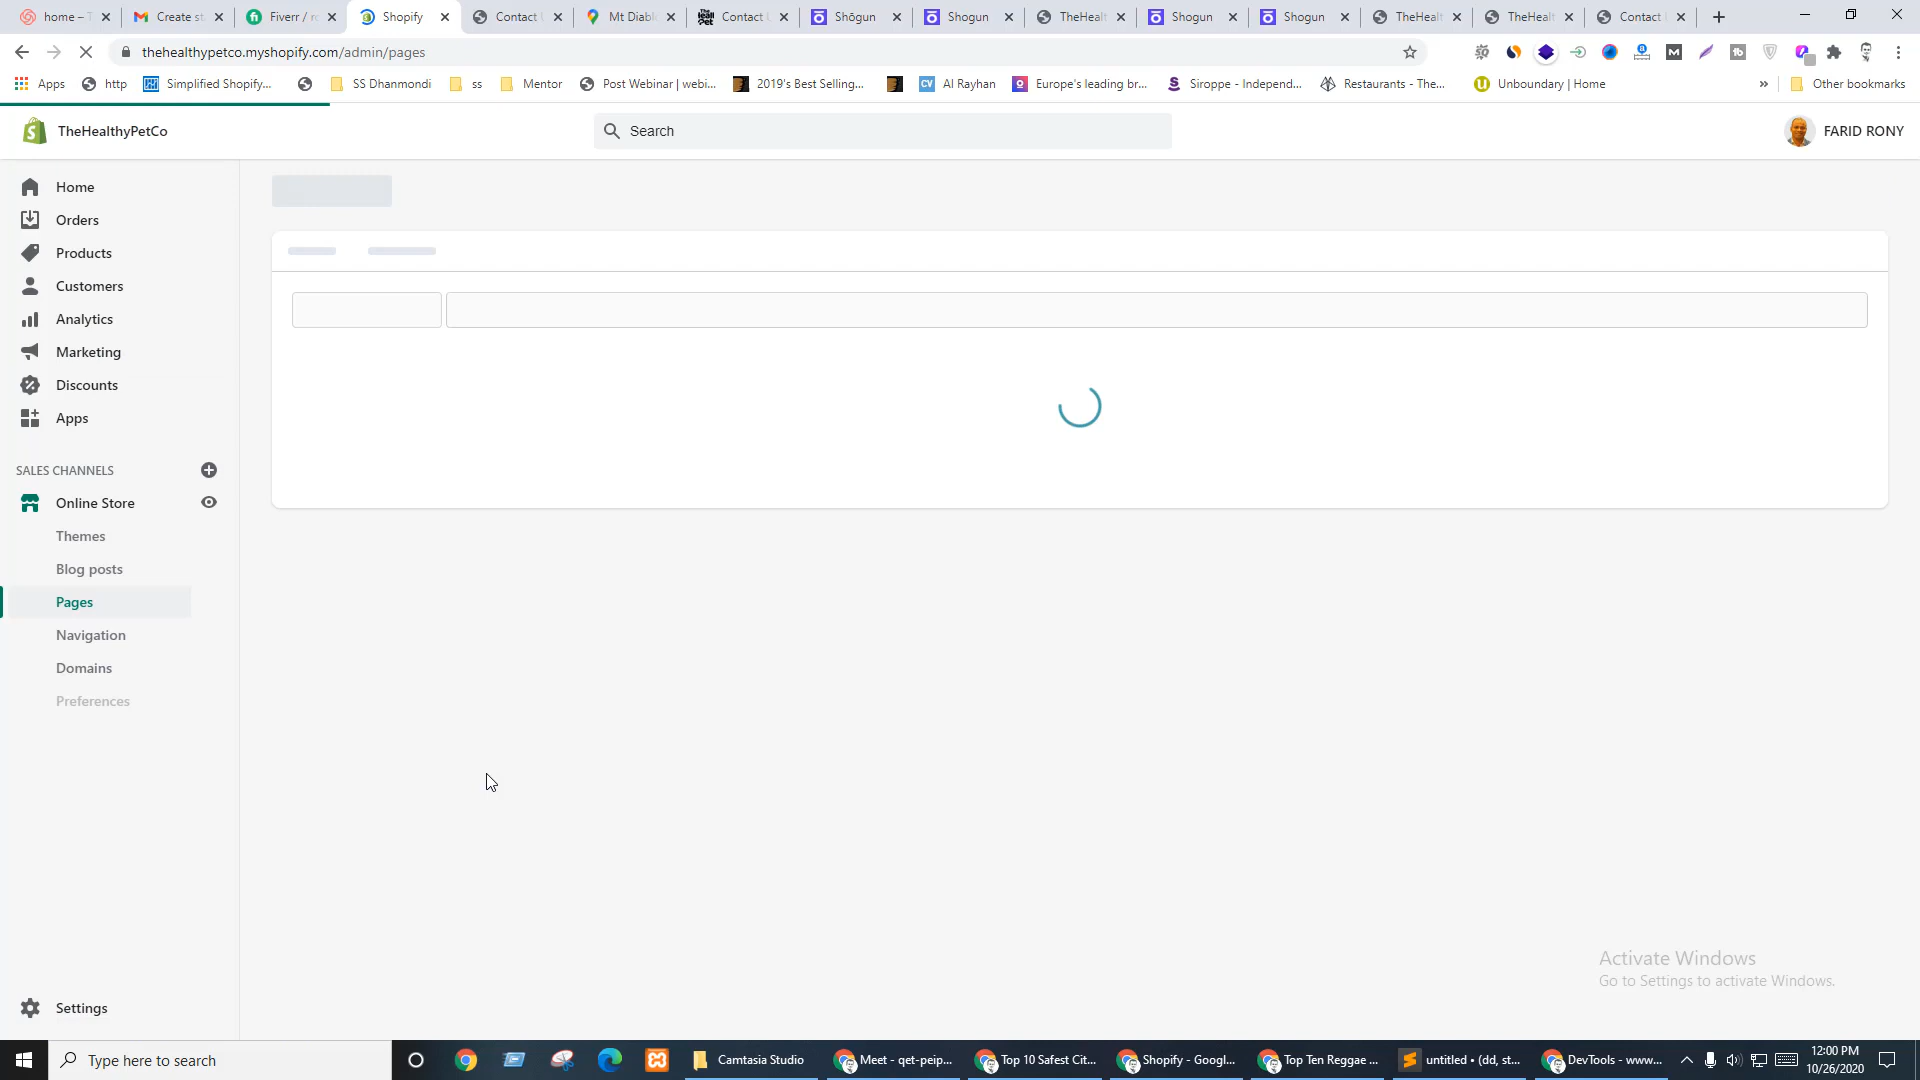 home – T
Create st
Fiverr / ro
Shopify
Contact U
Mt Diabl
Contact U
Shōgun
Shogun
TheHealt
Shogun
Shogun
TheHealt
TheHealt
Contact
thehealthypetco.myshopify.com/admin/pages
Apps
http
Simplified Shopify...
SS Dhanmondi
ss
Mentor
Post Webinar | webi...
2019's Best Selling...
CV
Al Rayhan
Europe's leading br...
Siroppe - Independ...
Restaurants - The...
Unboundary | Home
»
Other bookmarks
TheHealthyPetCo
Search
FARID RONY
Home
Orders
Products
Customers
Analytics
Marketing
Discounts
Apps
SALES CHANNELS
Online Store
Themes
Blog posts
Pages
Navigation
Domains
Preferences
Settings
Activate Windows
Go to Settings to activate Windows.
Type here to search
Camtasia Studio
Meet - qet-peip...
Top 10 Safest Cit...
Shopify - Googl...
Top Ten Reggae ...
untitled • (dd, st...
DevTools - www...
12:00 PM
10/26/2020